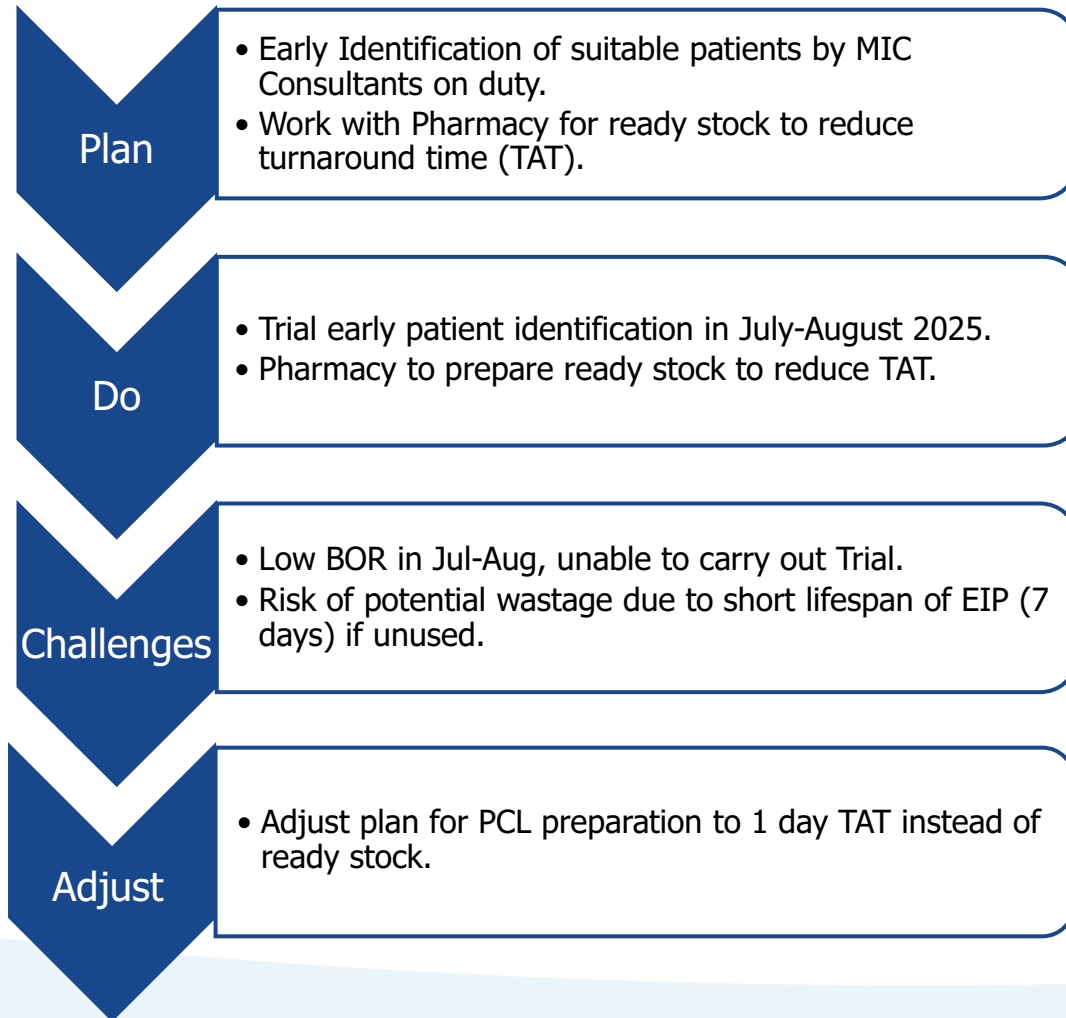 Plan
• Early Identification of suitable patients by MIC
Consultants on duty.
• Work with Pharmacy for ready stock to reduce
turnaround time (TAT).
Do
• Trial early patient identification in July-August 2025.
• Pharmacy to prepare ready stock to reduce TAT.
Challenges
• Low BOR in Jul-Aug, unable to carry out Trial.
• Risk of potential wastage due to short lifespan of EIP (7
days) if unused.
Adjust
• Adjust plan for PCL preparation to 1 day TAT instead of
ready stock.